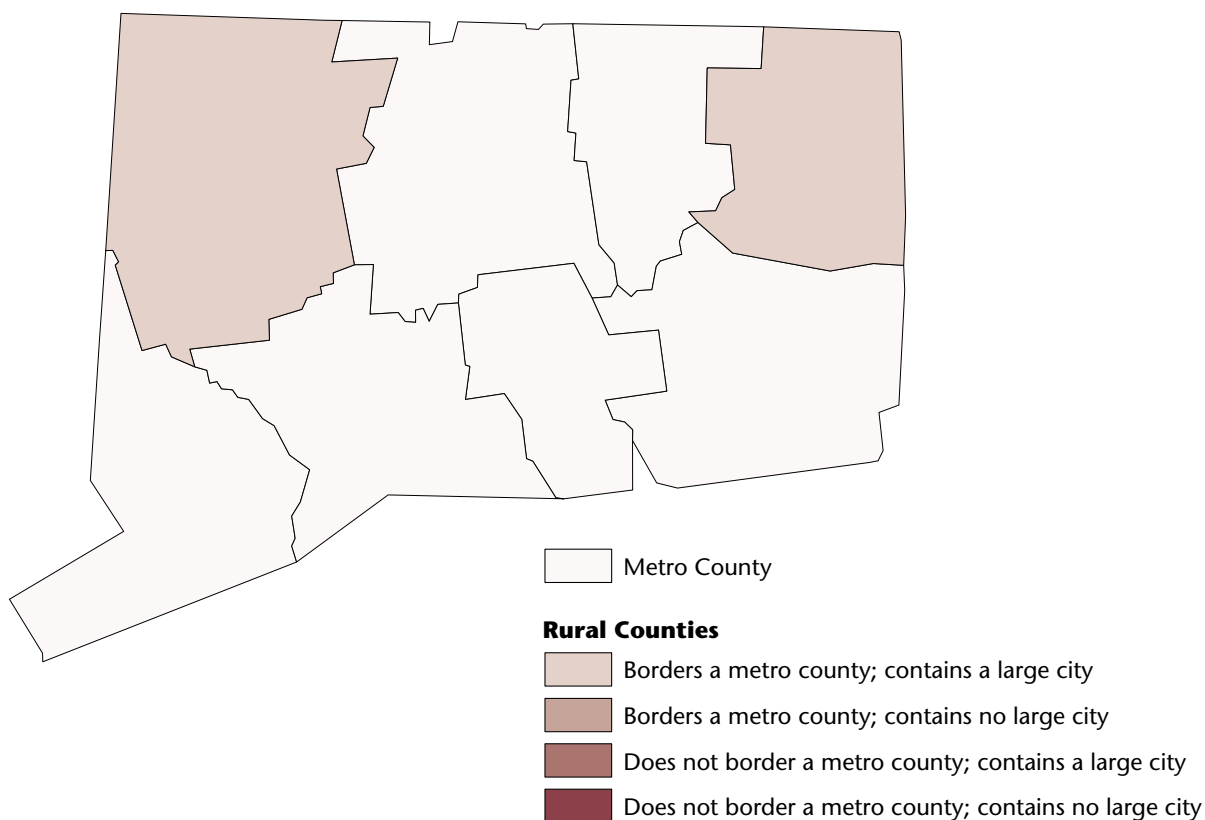 Metro County
Rural Counties
Borders a metro county; contains a large city
Borders a metro county; contains no large city
Does not border a metro county; contains a large city
Does not border a metro county; contains no large city